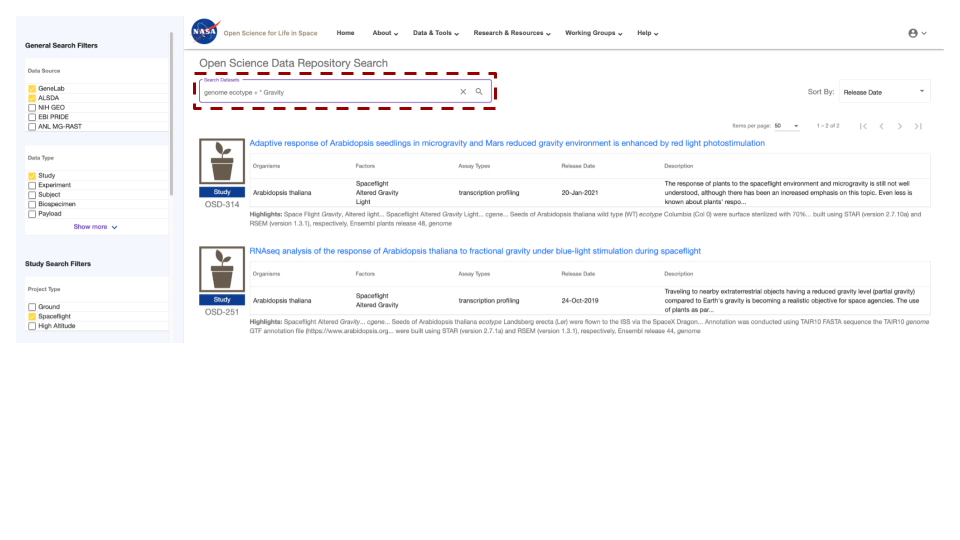 NASA
Open Science for Life in Space
Home
About
Data & Tools
Research & Resources
Working Groups
Help
General Search Filters
Data Source
GeneLab
ALSDA
NIH GEO
EBI PRIDE
ANL MG-RAST
Data Type
Study
Experiment
Subject
Biospecimen
Payload
Show more
Study Search Filters
Project Type
Ground
Spaceflight
High Altitude
Open Science Data Repository Search
Search Datasets
genome ecotype + " Gravity
Sort By: Release Date
Items per page: 50 1 – 2 of 2
Adaptive response of Arabidopsis seedlings in microgravity and Mars reduced gravity environment is enhanced by red light photostimulation
Study
OSD-314
Organisms Factors Assay Types Release Date Description
Arabidopsis thaliana
Spaceflight
Altered Gravity
Light
transcription profiling
20-Jan-2021
The response of plants to the spaceflight environment and microgravity is still not well
understood, although there has been an increased emphasis on this topic. Even less is
known about plants' respo...
Highlights: Space Flight Gravity, Altered light... Spaceflight Altered Gravity Light... cgene... Seeds of Arabidopsis thaliana wild type (WT) ecotype Columbia (Col 0) were surface sterilized with 70%... built using STAR (version 2.7.10a) and
RSEM (version 1.3.1), respectively, Ensembl plants release 48, genome
RNAseq analysis of the response of Arabidopsis thaliana to fractional gravity under blue-light stimulation during spaceflight
Study
OSD-251
Organisms Factors Assay Types Release Date Description
Arabidopsis thaliana
Spaceflight
Altered Gravity
transcription profiling
24-Oct-2019
Traveling to nearby extraterrestrial objects having a reduced gravity level (partial gravity)
compared to Earth's gravity is becoming a realistic objective for space agencies. The use
of plants as par...
Highlights: Spaceflight Altered Gravity... cgene... Seeds of Arabidopsis thaliana ecotype Landsberg erecta (Ler) were flown to the ISS via the SpaceX Dragon... Annotation was conducted using TAIR10 FASTA sequence the TAIR10 genome
GTF annotation file (https://www.arabidopsis.org... were built using STAR (version 2.7.1a) and RSEM (version 1.3.1), respectively, Ensembl release 44, genome